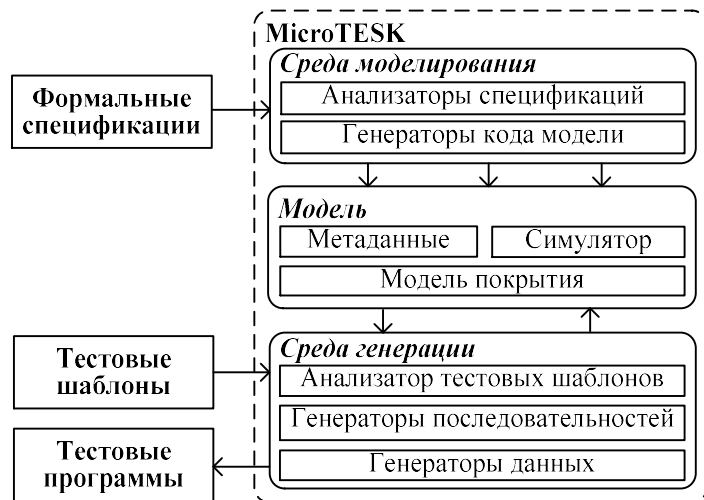 MicroTESK
Среда моделирования
Анализаторы спецификаций
Генераторы кода модели
Формальные
спецификации
Модель
Метаданные
Симулятор
Модель покрытия
Среда генерации
Анализатор тестовых шаблонов
Генераторы последовательностей
Генераторы данных
Тестовые
шаблоны
Тестовые
программы